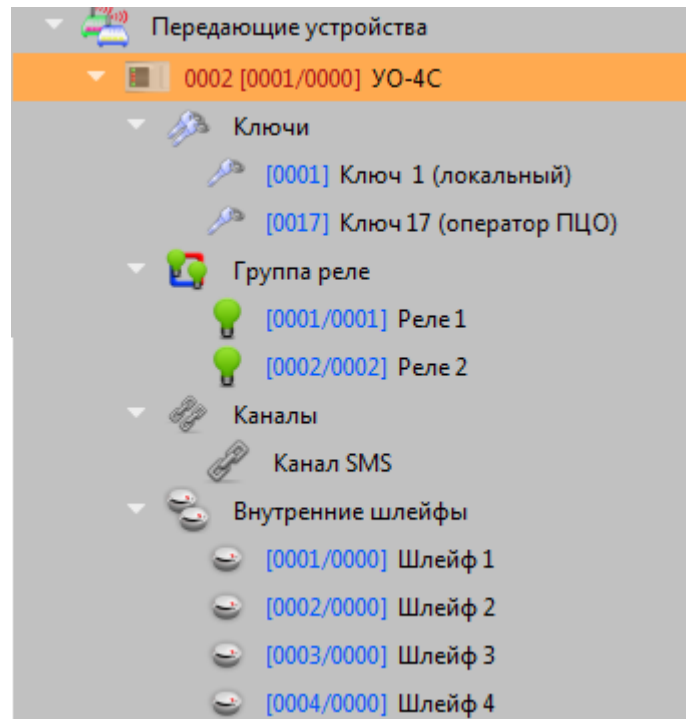 Передающие устройства
0002 [0001/0000] УО-4С
Ключи
[0001] Ключ 1 (локальный)
[0017] Ключ 17 (оператор ПЦО)
Группа реле
[0001/0001] Реле 1
[0002/0002] Реле 2
Каналы
Канал SMS
Внутренние шлейфы
[0001/0000] Шлейф 1
[0002/0000] Шлейф 2
[0003/0000] Шлейф 3
[0004/0000] Шлейф 4